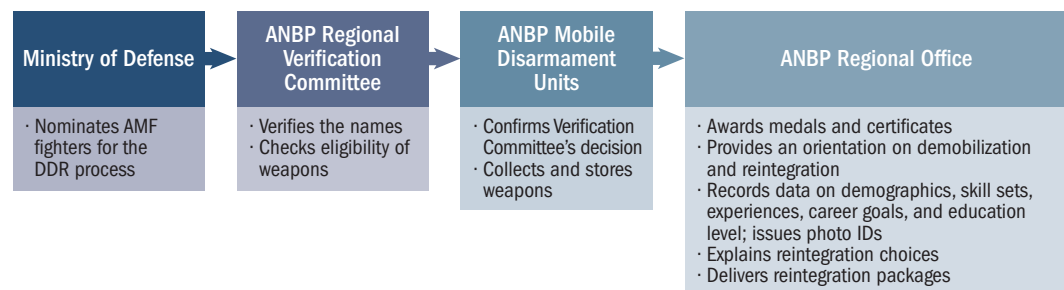 Ministry of Defense
· Nominates AMF
fighters for the
DDR process
ANBP Regional
Verification
Committee
· Verifies the names
· Checks eligibility of
weapons
ANBP Mobile
Disarmament
Units
· Confirms Verification
Committee's decision
· Collects and stores
weapons
ANBP Regional Office
· Awards medals and certificates
· Provides an orientation on demobilization
and reintegration
· Records data on demographics, skill sets,
experiences, career goals, and education
level; issues photo IDs
· Explains reintegration choices
· Delivers reintegration packages